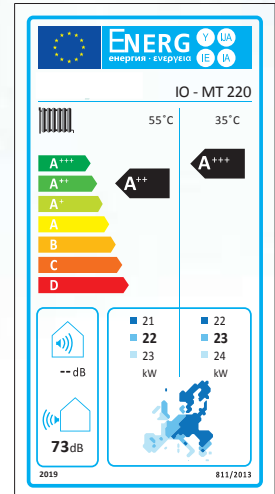 ENERG Y IJA
енергия · ενεργεια IE IA
IO - MT 220
55˚C 35˚C
A+++
A++
A+
A
B
C
D
A++
A+++
-- dB
73dB
21 22
22 23
23 24
kW kW
2019 811/2013